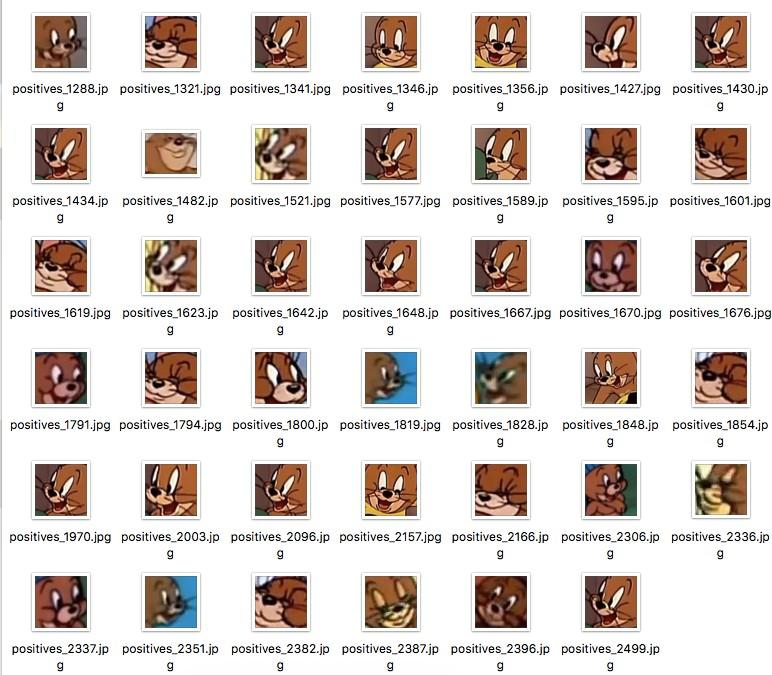 positives_1288.jp
g
positives_1321.jpg
positives_1341.jpg
positives_1346.jp
g
positives_1356.jp
g
positives_1427.jpg
positives_1430.jp
g
positives_1434.jp
g
positives_1482.jp
g
positives_1521.jpg
positives_1577.jpg
positives_1589.jp
g
positives_1595.jp
g
positives_1601.jpg
positives_1619.jpg
positives_1623.jp
g
positives_1642.jp
g
positives_1648.jp
g
positives_1667.jpg
positives_1670.jpg
positives_1676.jpg
positives_1791.jpg
positives_1794.jpg
positives_1800.jp
g
positives_1819.jpg
positives_1828.jp
g
positives_1848.jp
g
positives_1854.jp
g
positives_1970.jpg
positives_2003.jp
g
positives_2096.jp
g
positives_2157.jpg
positives_2166.jp
g
positives_2306.jp
g
positives_2336.jp
g
positives_2337.jp
g
positives_2351.jp
g
positives_2382.jp
g
positives_2387.jp
g
positives_2396.jp
g
positives_2499.jp
g